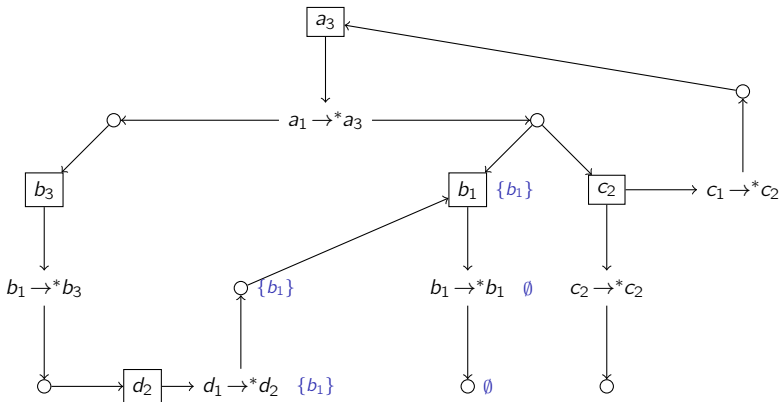 a₃
a₁→*a₃
b₃ b₁ {b₁} c₂ c₁→*c₂
b₁→*b₃ {b₁} b₁→*b₁ ∅ c₂→*c₂
d₂ d₁→*d₂ {b₁} ∅